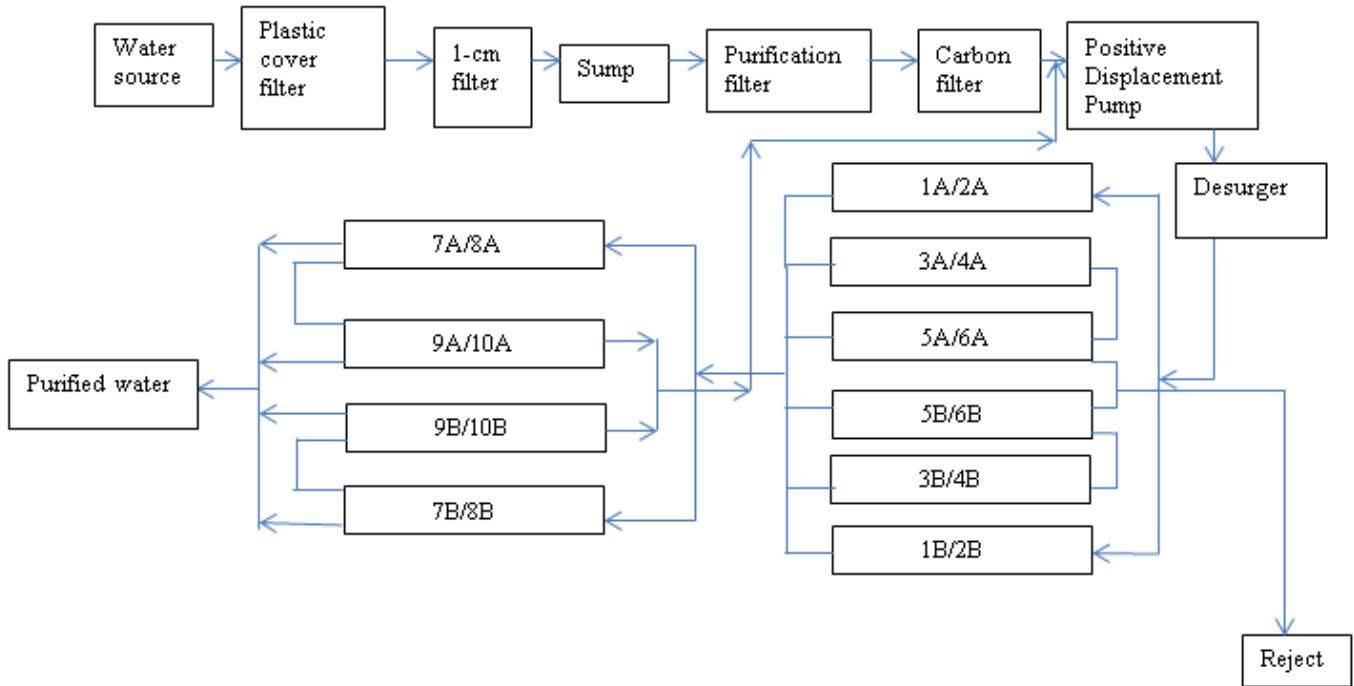 Water
source
Plastic
cover
filter
1-cm
filter
Sump
Purification
filter
Carbon
filter
Positive
Displacement
Pump
Desurger
1A/2A
3A/4A
5A/6A
5B/6B
3B/4B
1B/2B
7A/8A
9A/10A
9B/10B
7B/8B
Purified water
Reject